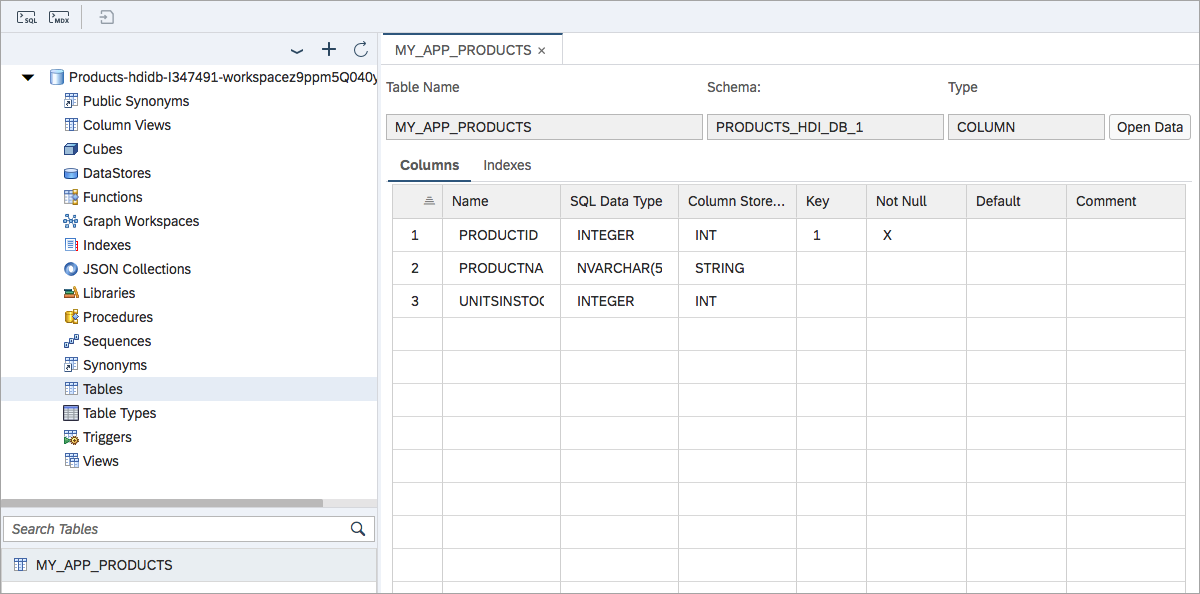 SQL MDX
Products-hdidb-I347491-workspacez9ppm5Q040y
Public Synonyms
Column Views
Cubes
DataStores
Functions
Graph Workspaces
Indexes
JSON Collections
Libraries
Procedures
Sequences
Synonyms
Tables
Table Types
Triggers
Views
Search Tables
MY_APP_PRODUCTS
MY_APP_PRODUCTS ×
Table Name Schema: Type
MY_APP_PRODUCTS PRODUCTS_HDI_DB_1 COLUMN Open Data
Columns Indexes
Name SQL Data Type Column Store... Key Not Null Default Comment
1 PRODUCTID INTEGER INT 1 X
2 PRODUCTNA NVARCHAR(5 STRING
3 UNITSINSTOC INTEGER INT